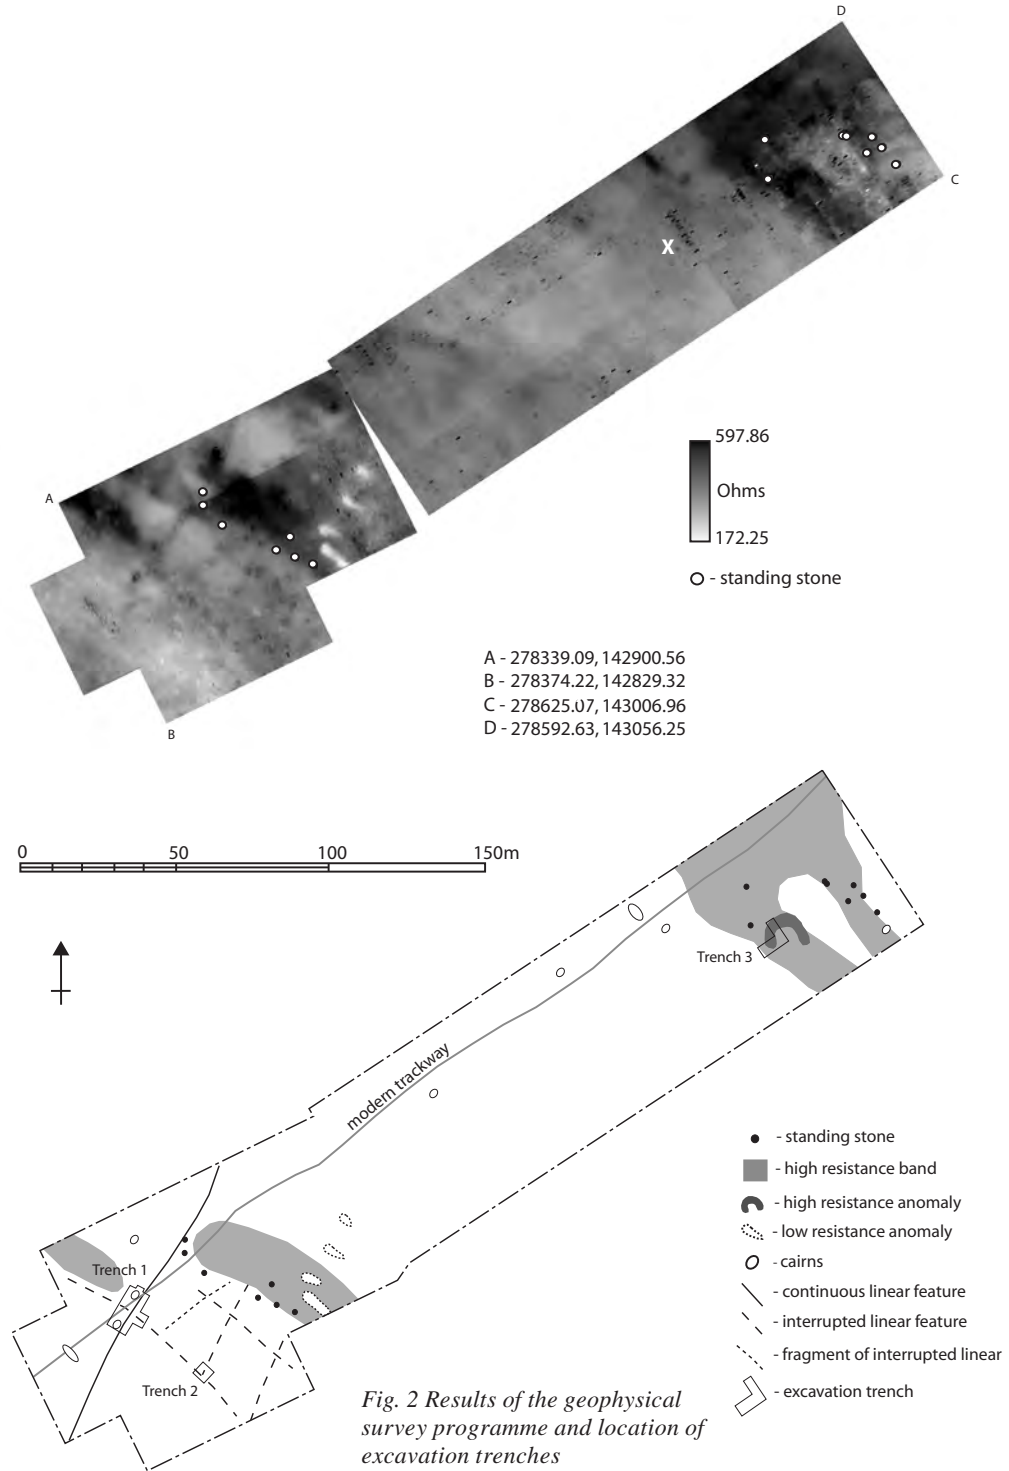 D
C
X
A
B
597.86
Ohms
172.25
- standing stone
A - 278339.09, 142900.56
B - 278374.22, 142829.32
C - 278625.07, 143006.96
D - 278592.63, 143056.25
0 50 100 150m
Trench 3
modern trackway
Trench 1
Trench 2
- standing stone
- high resistance band
- high resistance anomaly
- low resistance anomaly
- cairns
- continuous linear feature
- interrupted linear feature
- fragment of interrupted linear
- excavation trench
Fig. 2 Results of the geophysical
survey programme and location of
excavation trenches